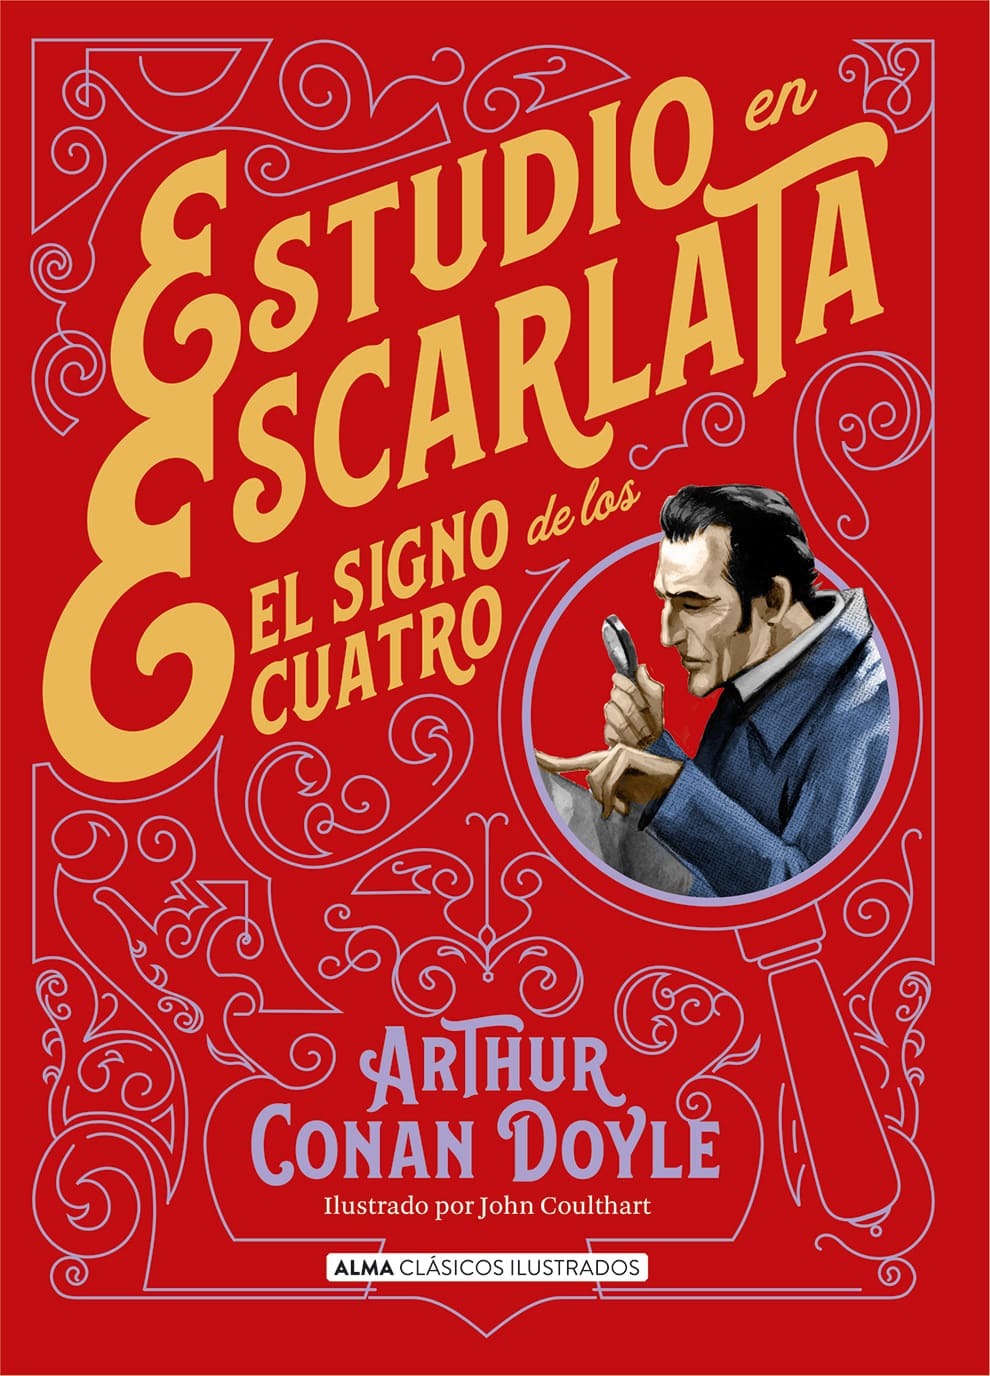 ESTUDIO en
ESCARLATA
EL SIGNO de los
CUATRO
ARTHUR
CONAN DOYLE
Ilustrado por John Coulthart
ALMA CLÁSICOS ILUSTRADOS